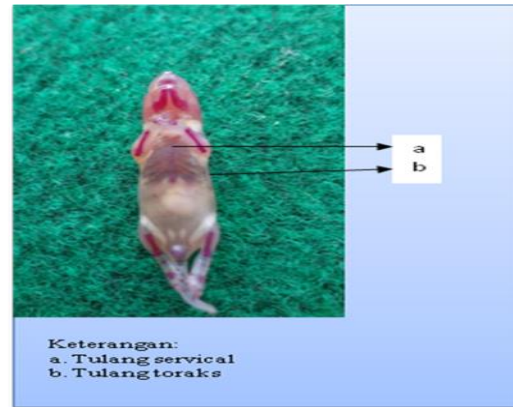 a
b
Keterangan:
a. Tulang servical
b. Tulang toraks